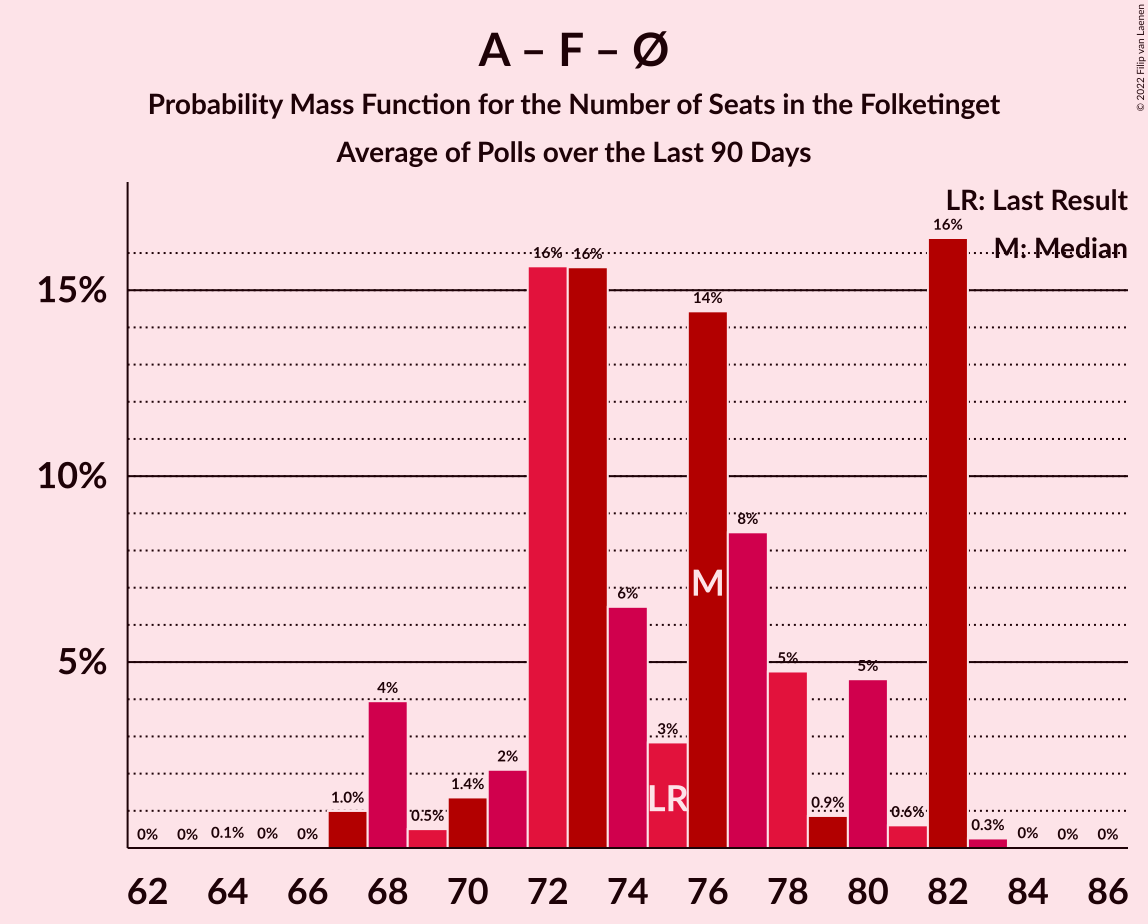 © 2022 Filip van Laenen
A – F – Ø
Probability Mass Function for the Number of Seats in the Folketinget
Average of Polls over the Last 90 Days
LR: Last Result
M: Median
15%
10%
5%
0% 0% 0.1% 0% 0% 1.0% 4% 0.5% 1.4% 2% 16% 16% 6% 3% 14% 8% 5% 0.9% 5% 0.6% 16% 0.3% 0% 0% 0%
M
LR
62 64 66 68 70 72 74 76 78 80 82 84 86